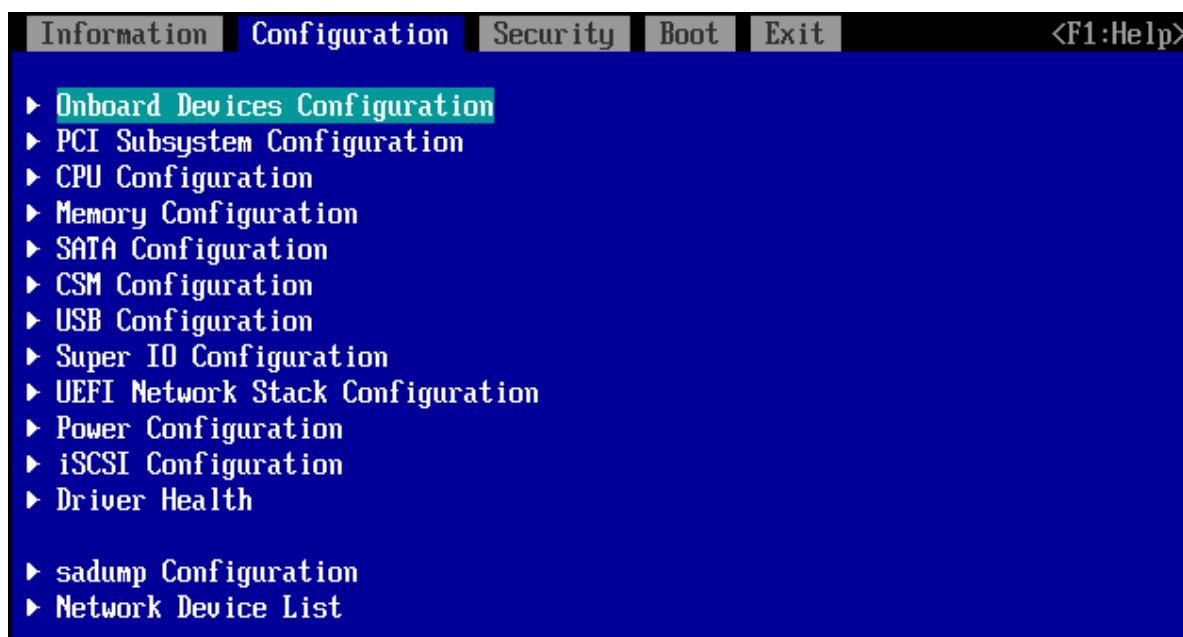 Information Configuration Security Boot Exit <F1:Help>
Onboard Devices Configuration
PCI Subsystem Configuration
CPU Configuration
Memory Configuration
SATA Configuration
CSM Configuration
USB Configuration
Super IO Configuration
UEFI Network Stack Configuration
Power Configuration
iSCSI Configuration
Driver Health
sadump Configuration
Network Device List